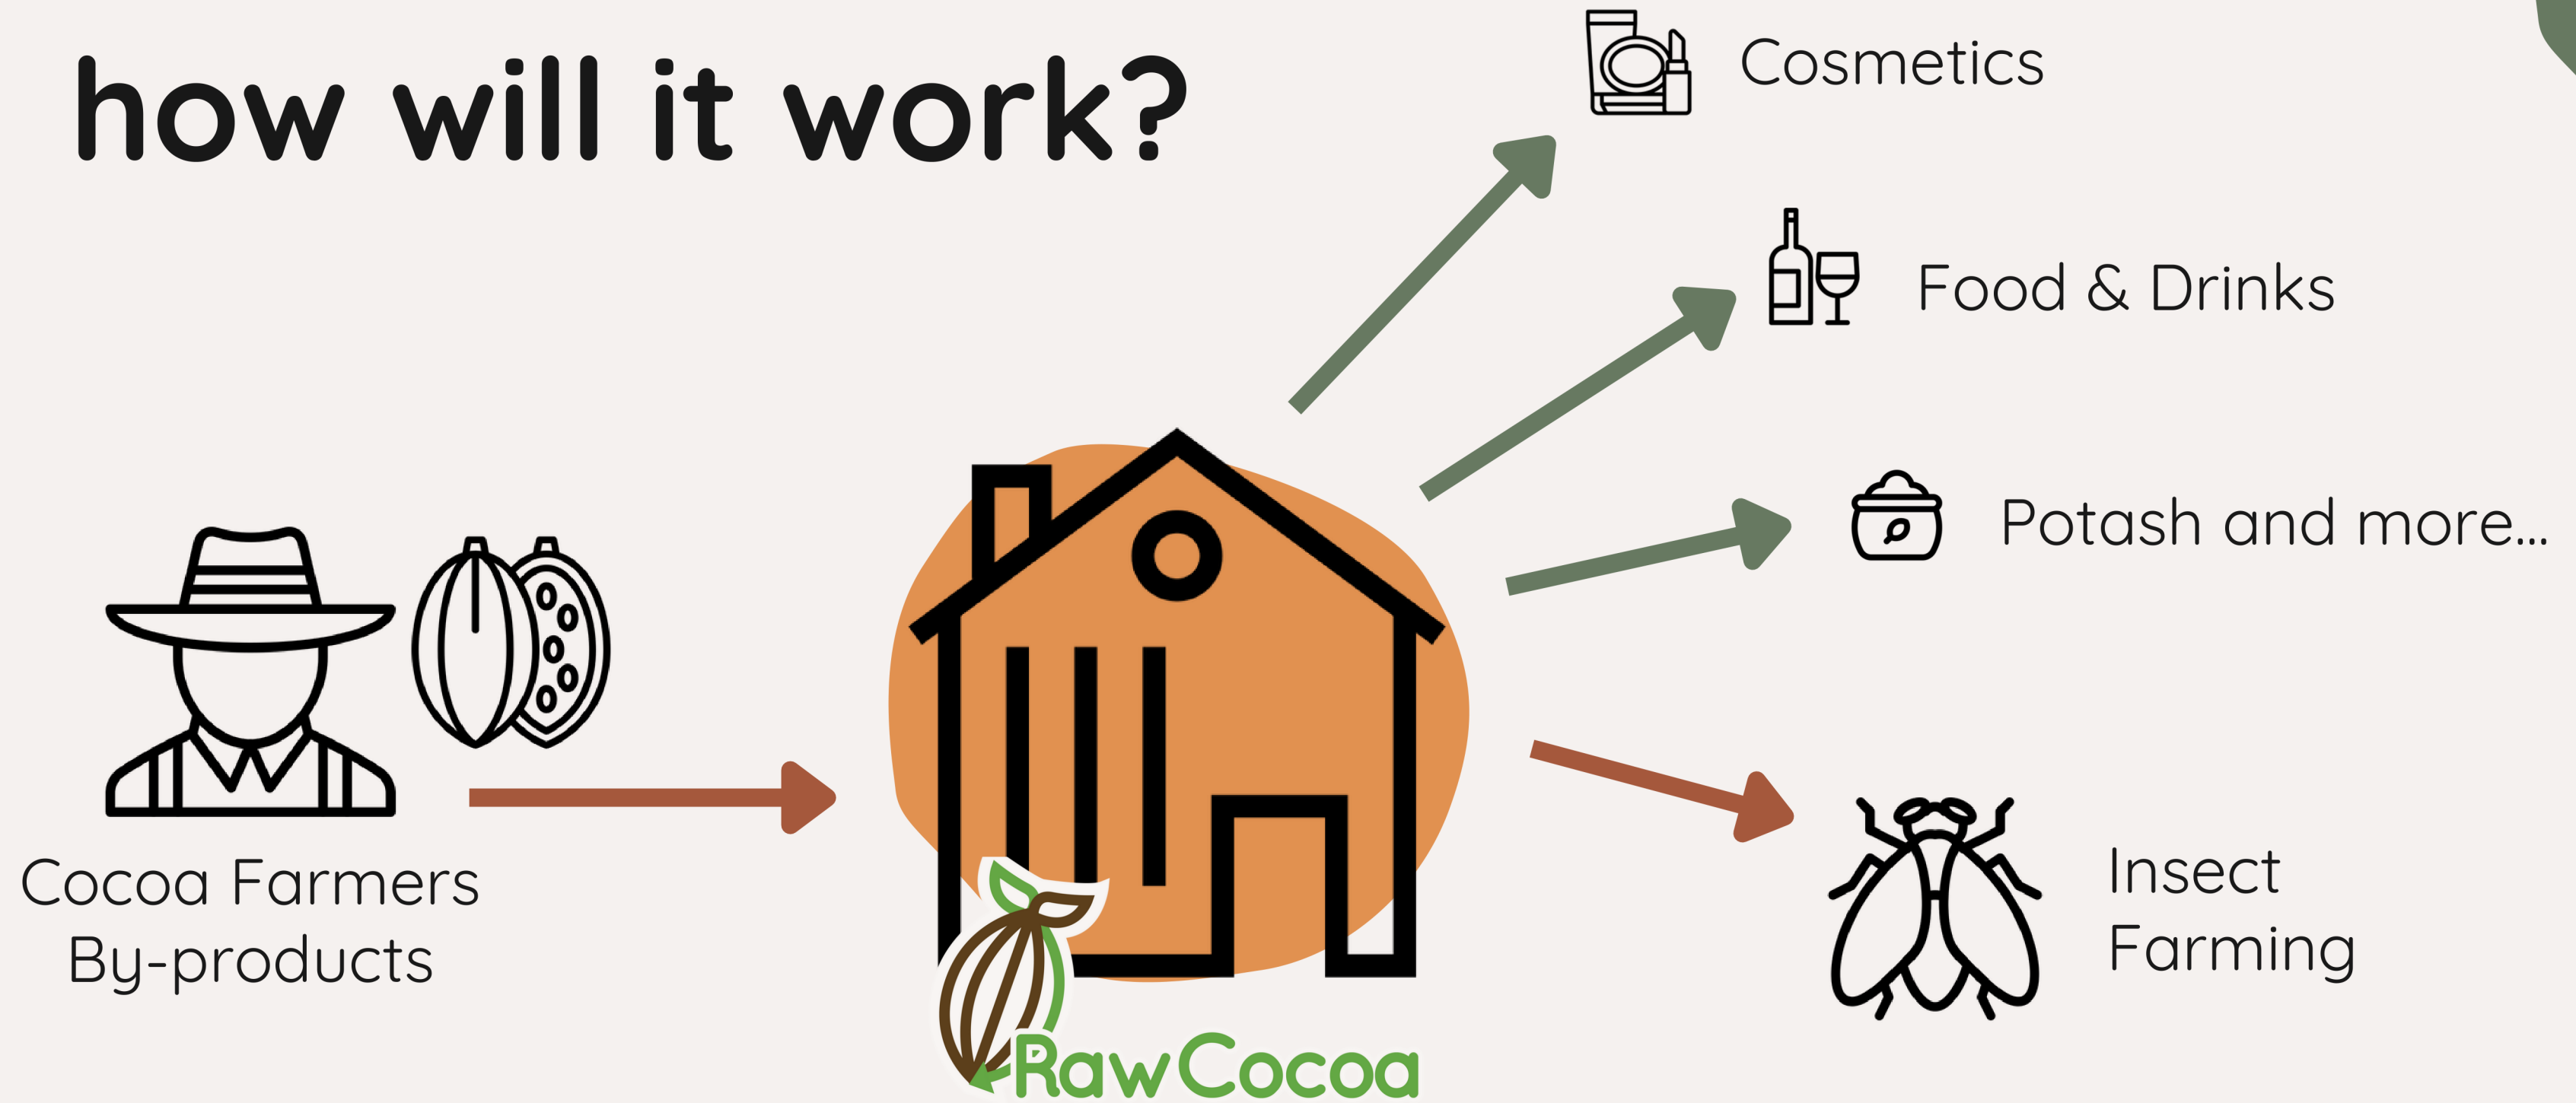 how will it work?
Cosmetics
Food & Drinks
Potash and more...
Cocoa Farmers
By-products
Insect
Farming
RawCocoa